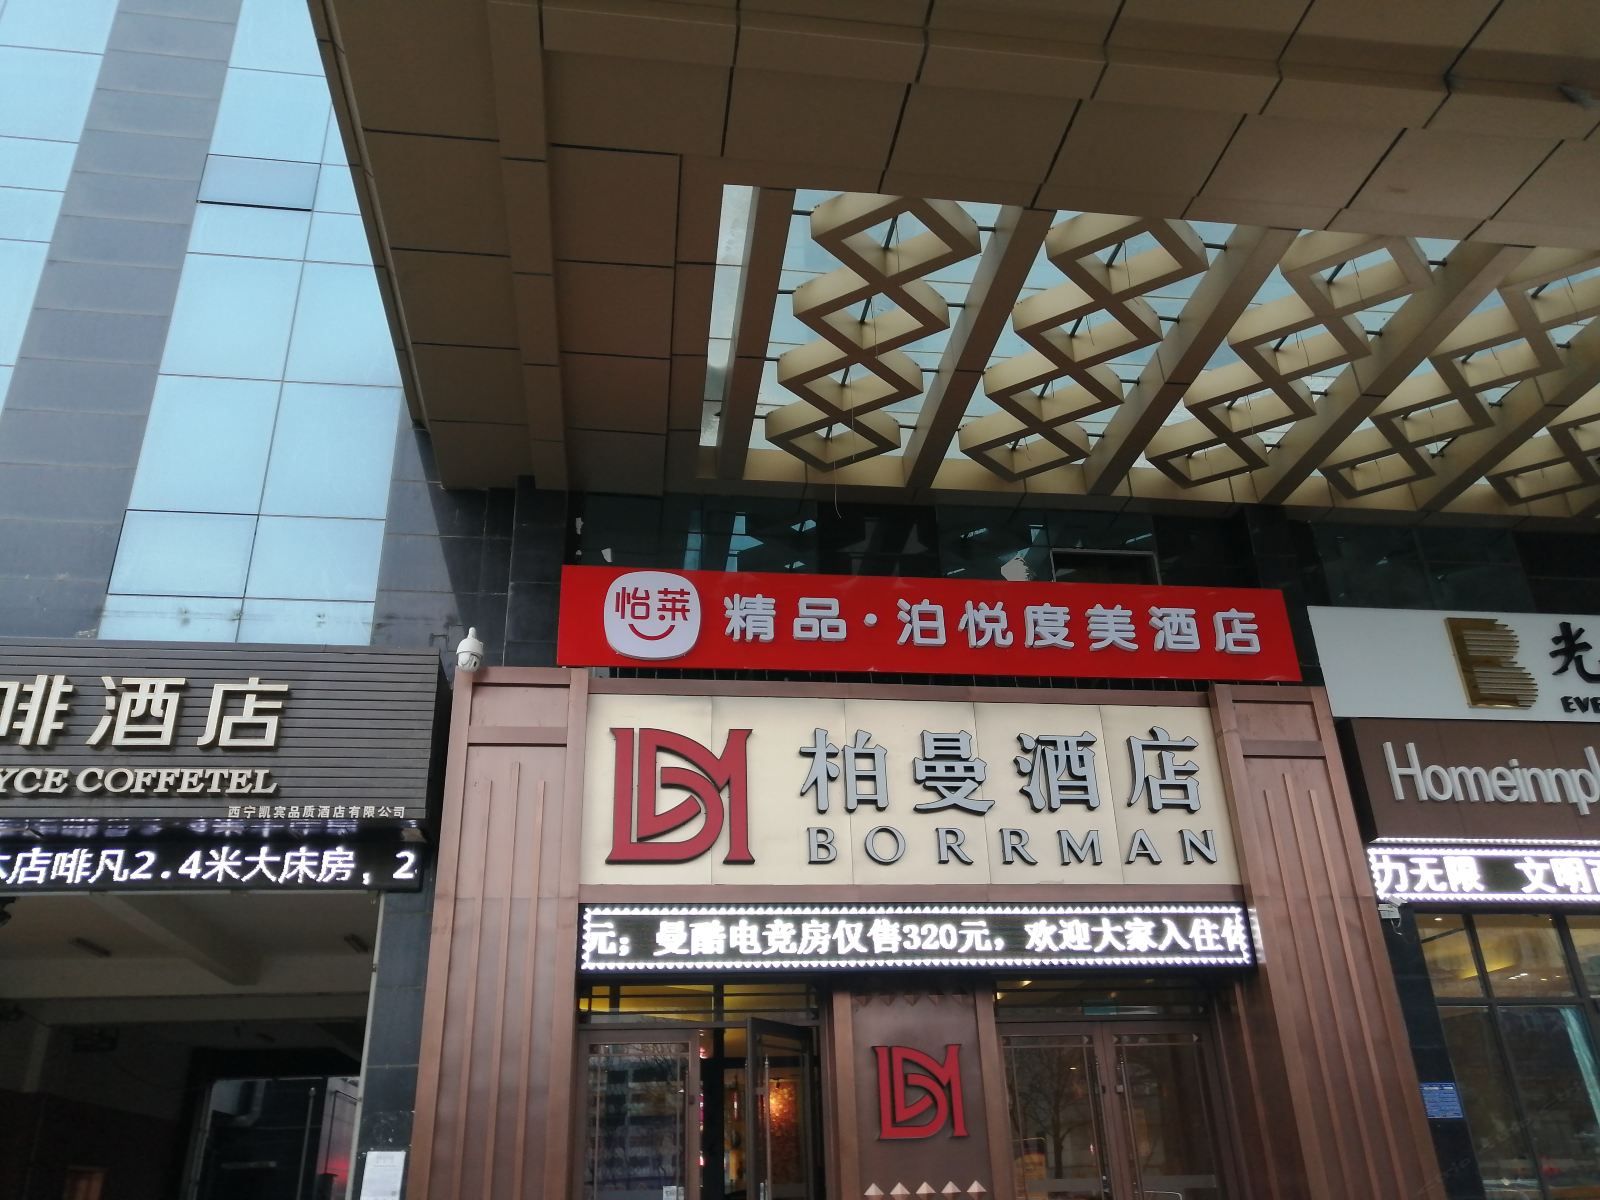 怡莱
精品·泊悦度美酒店
柏曼酒店
BORRMAN
元；曼酷电竞房仅售320元，欢迎大家入住
啡酒店
YCE COFFETEL
西宁凯宾品质酒店有限公司
店啡凡2.4米大床房，2
光
EVE
Homeinnpl
力无限 文明